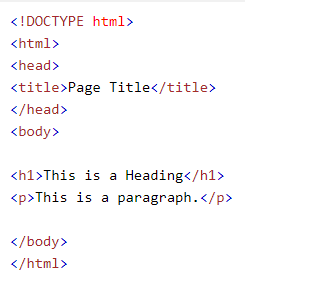 <!DOCTYPE html>
<html>
<head>
<title>Page Title</title>
</head>
<body>

<h1>This is a Heading</h1>
<p>This is a paragraph.</p>

</body>
</html>